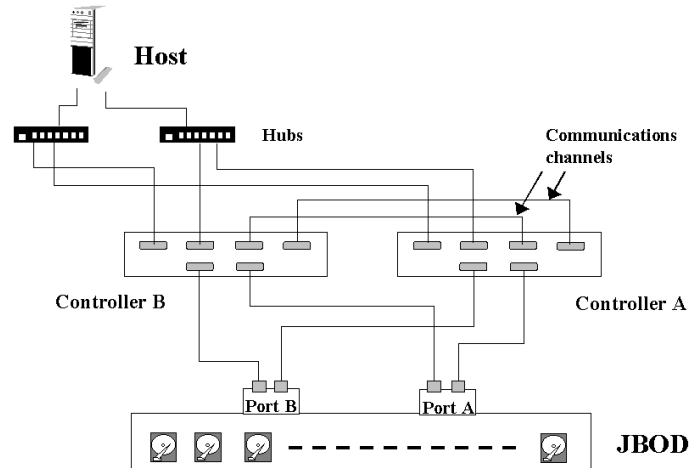 Host
Hubs
Communications
channels
Controller B
Controller A
Port B
Port A
JBOD